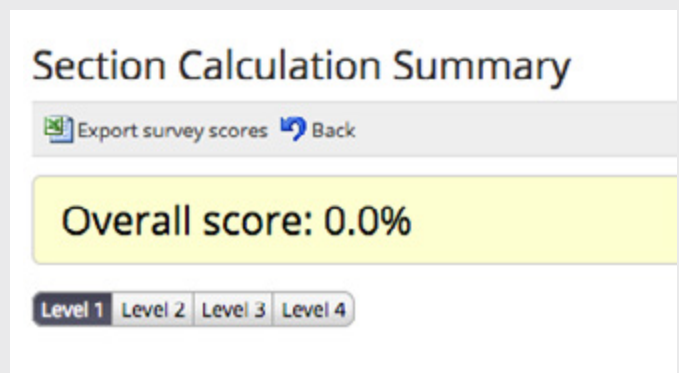 Section Calculation Summary
Export survey scores Back
Overall score: 0.0%
Level 1 Level 2 Level 3 Level 4